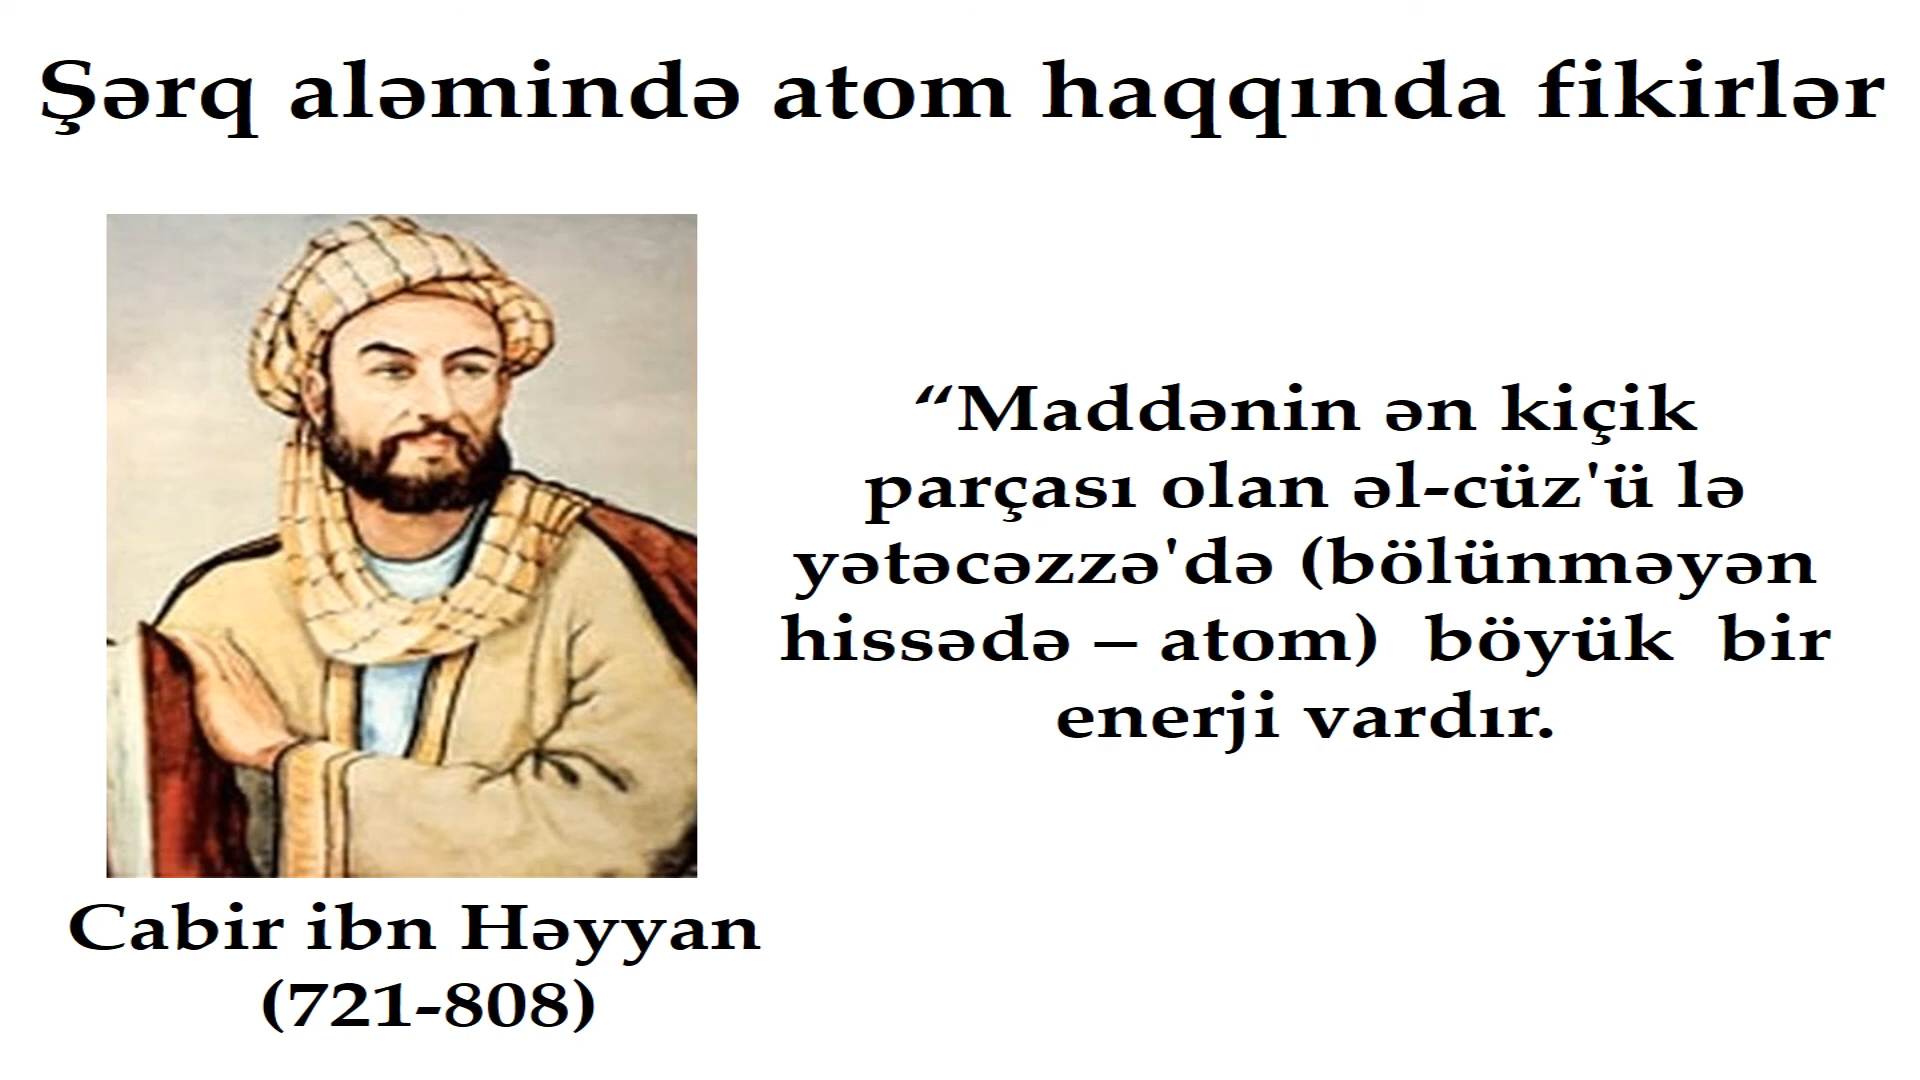 Şərq aləmində atom haqqında fikirlər
“Maddənin ən kiçik
parçası olan əl-cüz'ü lə
yətəcəzzə'də (bölünməyən
hissədə – atom) böyük bir
enerji vardır.
Cabir ibn Həyyan
(721-808)